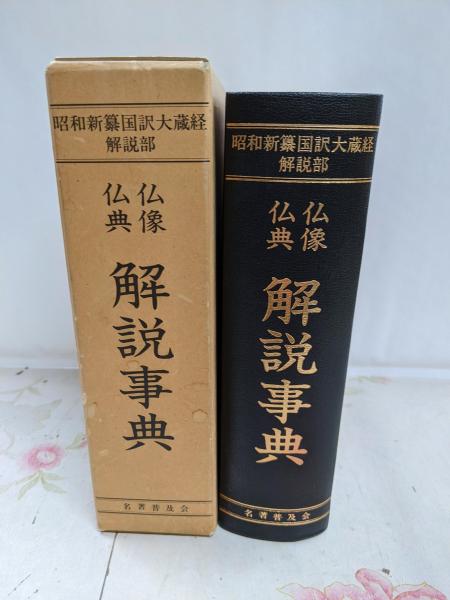 昭和新纂国訳大蔵経
解説部
仏像
仏典
解説事典
名著普及会
昭和新纂国訳大蔵経
解説部
仏像
仏典
解説事典
名著普及会